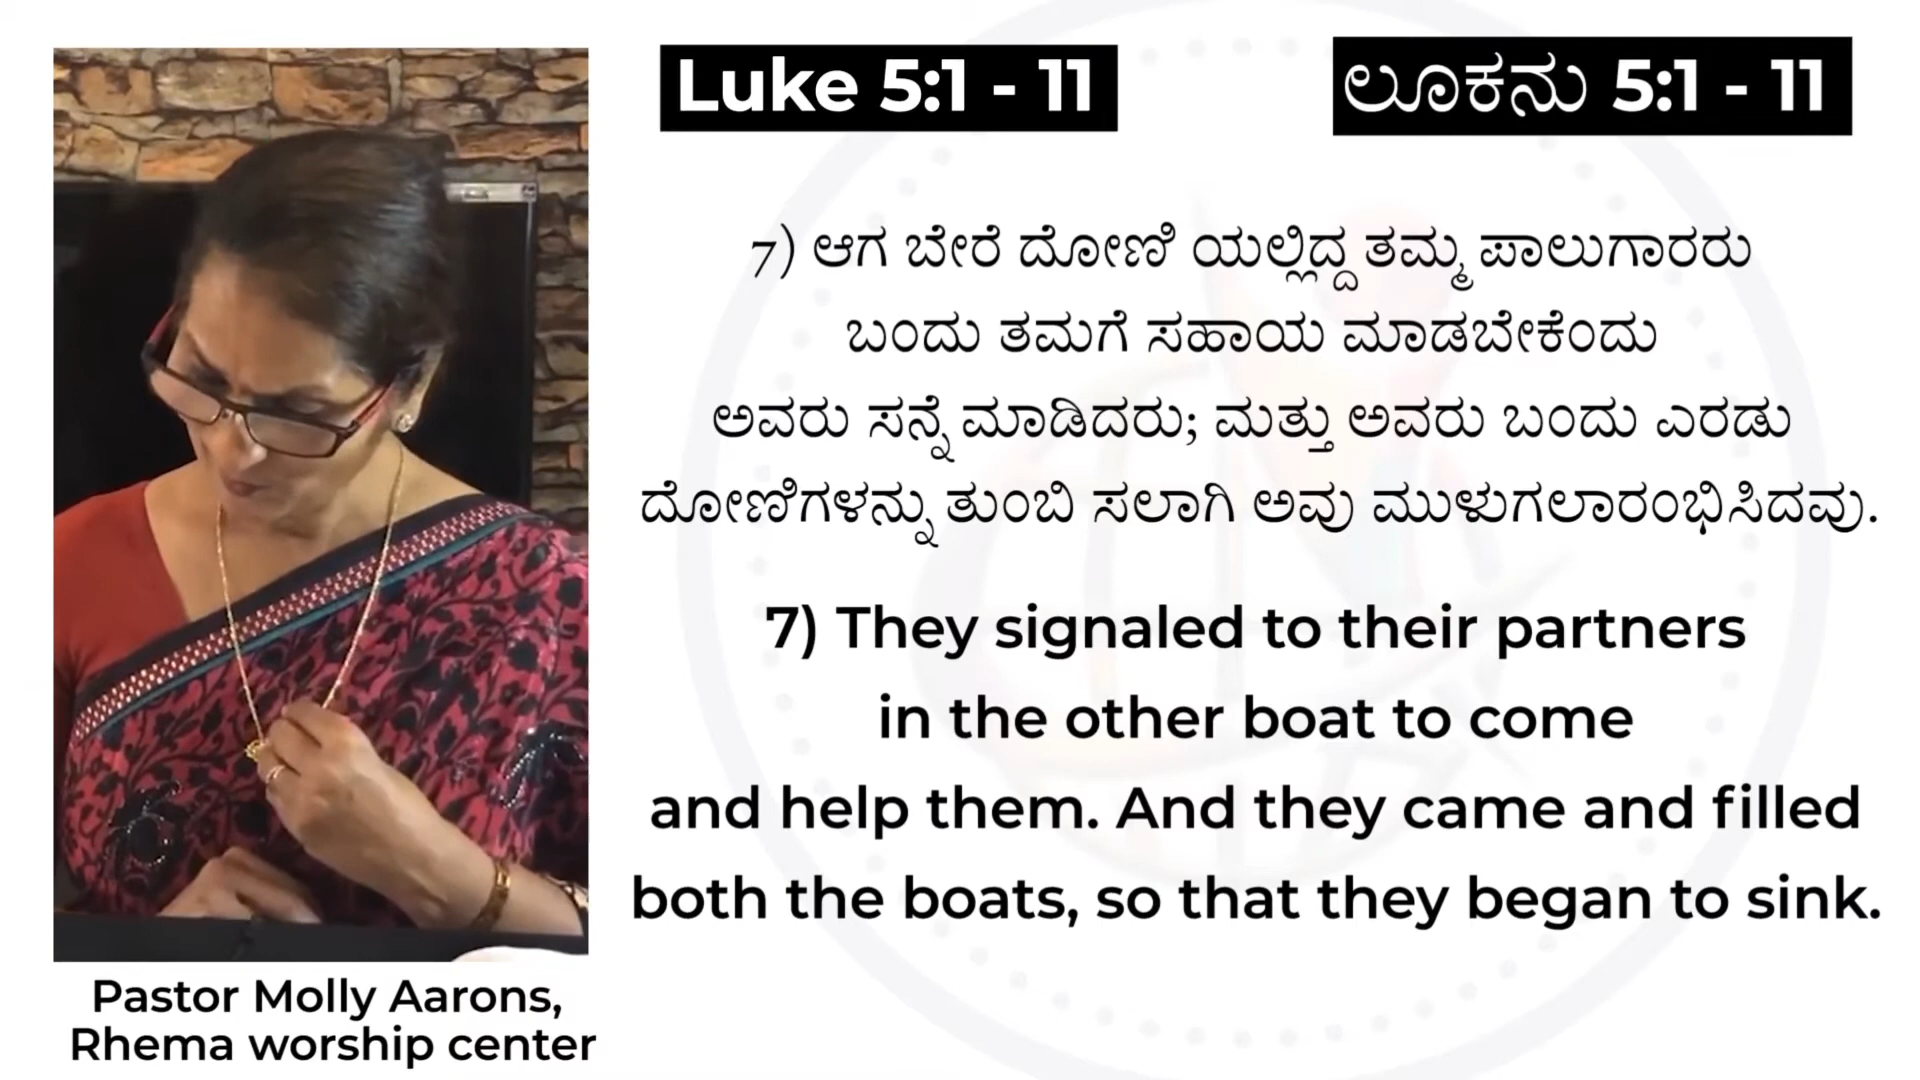 Luke 5:1 - 11
ಲೂಕನು 5:1 - 11
7) ಆಗ ಬೇರೆ ದೋಣಿ ಯಲ್ಲಿದ್ದ ತಮ್ಮ ಪಾಲುಗಾರರು
ಬಂದು ತಮಗೆ ಸಹಾಯ ಮಾಡಬೇಕೆಂದು
ಅವರು ಸನ್ನೆ ಮಾಡಿದರು; ಮತ್ತು ಅವರು ಬಂದು ಎರಡು
ದೋಣಿಗಳನ್ನು ತುಂಬಿ ಸಲಾಗಿ ಅವು ಮುಳುಗಲಾರಂಭಿಸಿದವು.
7) They signaled to their partners
in the other boat to come
and help them. And they came and filled
both the boats, so that they began to sink.
Pastor Molly Aarons,
Rhema worship center